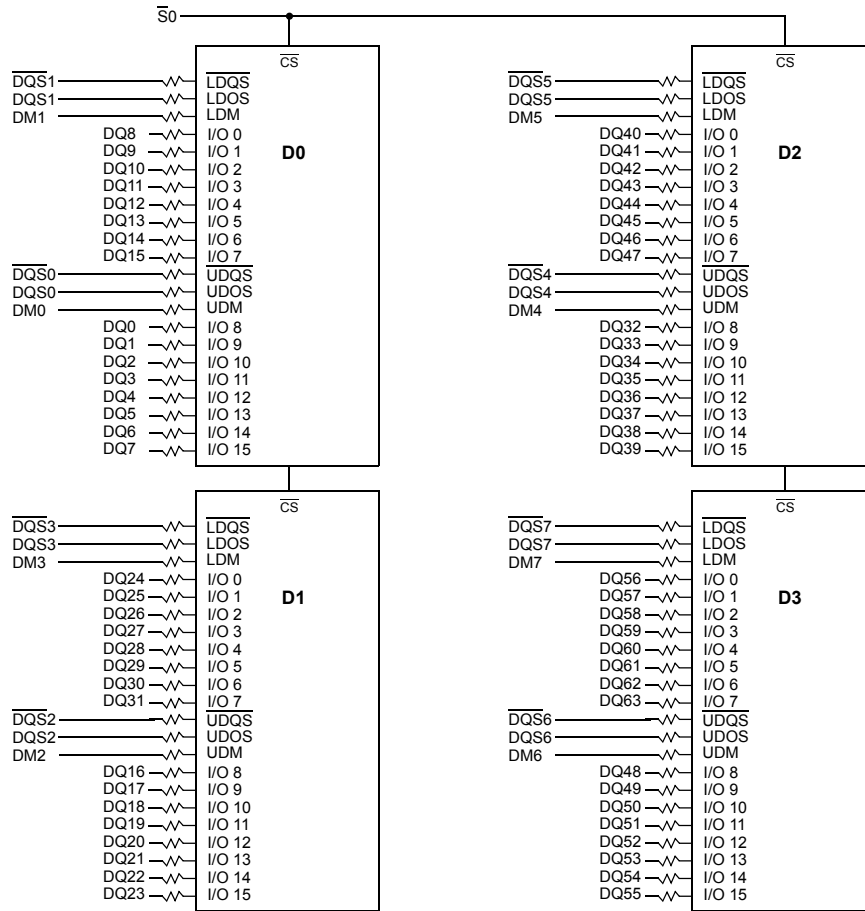 S0
CS
DQS1 LDQS
DQS1 LDOS
DM1 LDM
DQ8 I/O 0
DQ9 I/O 1
DQ10 I/O 2
D0
DQ11 I/O 3
DQ12 I/O 4
DQ13 I/O 5
DQ14 I/O 6
DQ15 I/O 7
DQS0 UDQS
DQS0 UDOS
DM0 UDM
DQ0 I/O 8
DQ1 I/O 9
DQ2 I/O 10
DQ3 I/O 11
DQ4 I/O 12
DQ5 I/O 13
DQ6 I/O 14
DQ7 I/O 15
CS
DQS3 LDQS
DQS3 LDOS
DM3 LDM
DQ24 I/O 0
DQ25 I/O 1
D1
DQ26 I/O 2
DQ27 I/O 3
DQ28 I/O 4
DQ29 I/O 5
DQ30 I/O 6
DQ31 I/O 7
DQS2 UDQS
DQS2 UDOS
DM2 UDM
DQ16 I/O 8
DQ17 I/O 9
DQ18 I/O 10
DQ19 I/O 11
DQ20 I/O 12
DQ21 I/O 13
DQ22 I/O 14
DQ23 I/O 15
CS
DQS5 LDQS
DQS5 LDOS
DM5 LDM
DQ40 I/O 0
DQ41 I/O 1
D2
DQ42 I/O 2
DQ43 I/O 3
DQ44 I/O 4
DQ45 I/O 5
DQ46 I/O 6
DQ47 I/O 7
DQS4 UDQS
DQS4 UDOS
DM4 UDM
DQ32 I/O 8
DQ33 I/O 9
DQ34 I/O 10
DQ35 I/O 11
DQ36 I/O 12
DQ37 I/O 13
DQ38 I/O 14
DQ39 I/O 15
CS
DQS7 LDQS
DQS7 LDOS
DM7 LDM
DQ56 I/O 0
DQ57 I/O 1
D3
DQ58 I/O 2
DQ59 I/O 3
DQ60 I/O 4
DQ61 I/O 5
DQ62 I/O 6
DQ63 I/O 7
DQS6 UDQS
DQS6 UDOS
DM6 UDM
DQ48 I/O 8
DQ49 I/O 9
DQ50 I/O 10
DQ51 I/O 11
DQ52 I/O 12
DQ53 I/O 13
DQ54 I/O 14
DQ55 I/O 15